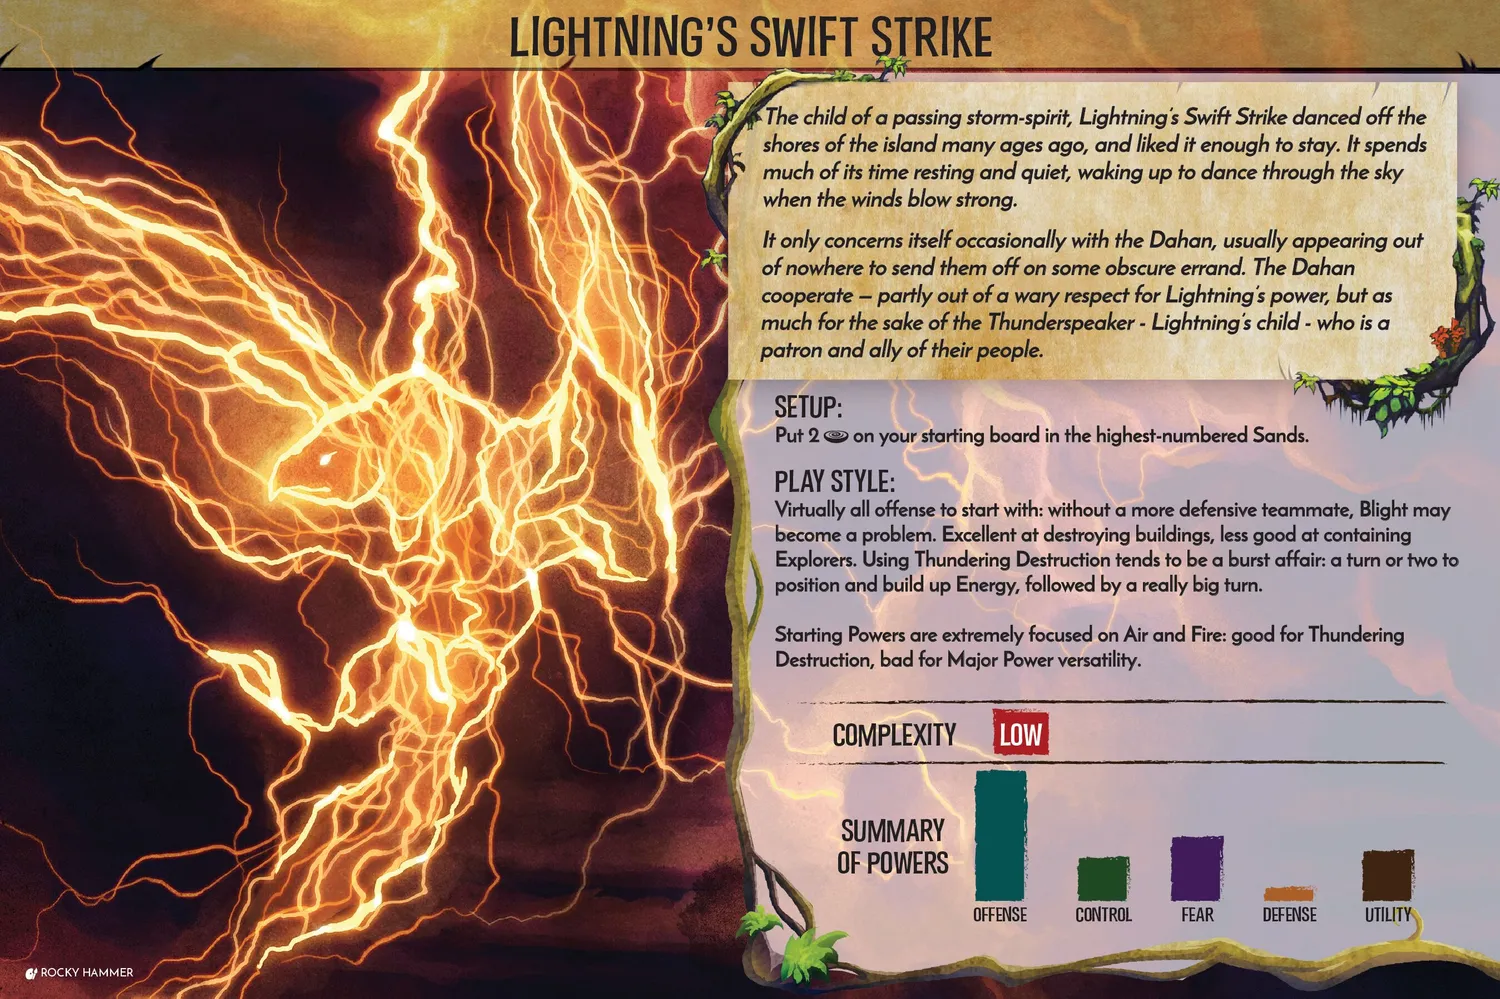 LIGHTNING'S SWIFT STRIKE
The child of a passing storm-spirit, Lightning's Swift Strike danced off the
shores of the island many ages ago, and liked it enough to stay. It spends
much of its time resting and quiet, waking up to dance through the sky
when the winds blow strong.
It only concerns itself occasionally with the Dahan, usually appearing out
of nowhere to send them off on some obscure errand. The Dahan
cooperate – partly out of a wary respect for Lightning's power, but as
much for the sake of the Thunderspeaker - Lightning's child - who is a
patron and ally of their people.
SETUP:
Put 2 on your starting board in the highest-numbered Sands.
PLAY STYLE:
Virtually all offense to start with: without a more defensive teammate, Blight may
become a problem. Excellent at destroying buildings, less good at containing
Explorers. Using Thundering Destruction tends to be a burst affair: a turn or two to
position and build up Energy, followed by a really big turn.
Starting Powers are extremely focused on Air and Fire: good for Thundering
Destruction, bad for Major Power versatility.
COMPLEXITY LOW
SUMMARY
OF POWERS
OFFENSE CONTROL FEAR DEFENSE UTILITY
ROCKY HAMMER